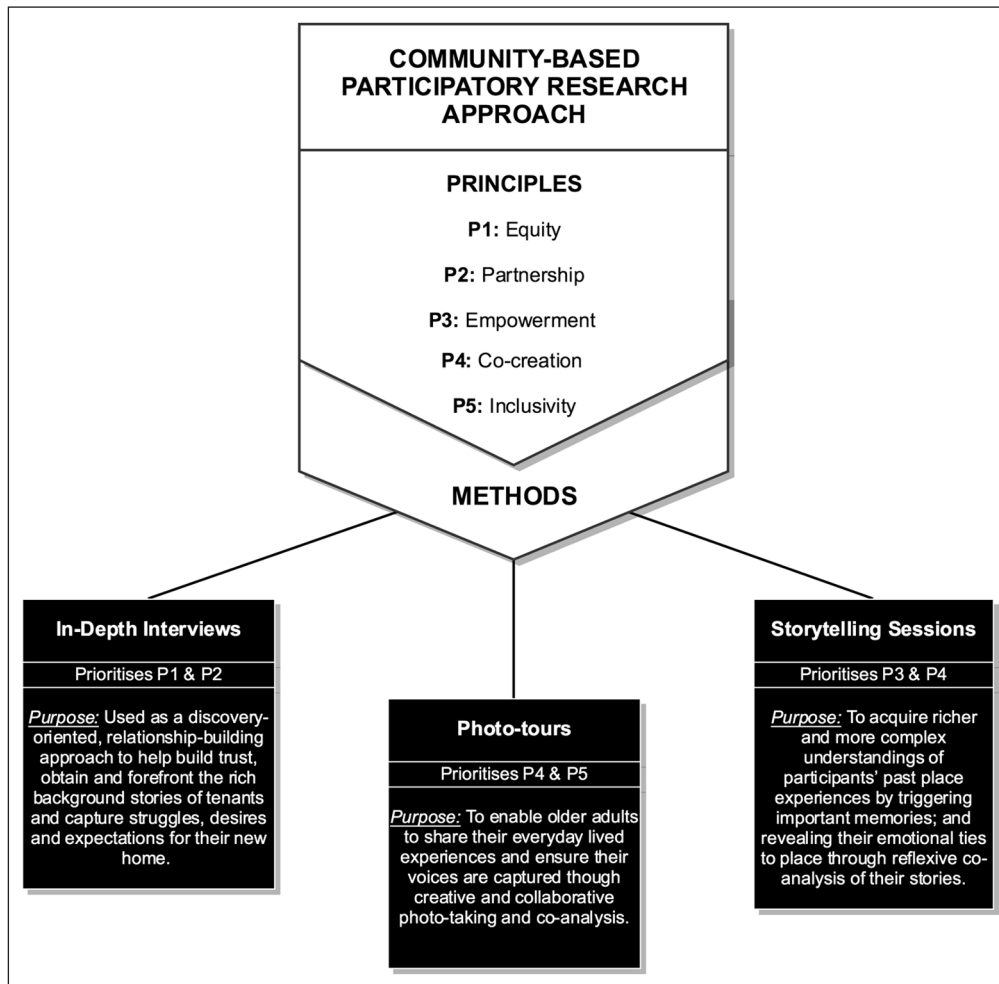 COMMUNITY-BASED
PARTICIPATORY RESEARCH
APPROACH
PRINCIPLES
P1: Equity
P2: Partnership
P3: Empowerment
P4: Co-creation
P5: Inclusivity
METHODS
In-Depth Interviews
Prioritises P1 & P2
Purpose: Used as a discovery-
oriented, relationship-building
approach to help build trust,
obtain and forefront the rich
background stories of tenants
and capture struggles, desires
and expectations for their new
home.
Photo-tours
Prioritises P4 & P5
Purpose: To enable older adults
to share their everyday lived
experiences and ensure their
voices are captured though
creative and collaborative
photo-taking and co-analysis.
Storytelling Sessions
Prioritises P3 & P4
Purpose: To acquire richer
and more complex
understandings of
participants' past place
experiences by triggering
important memories; and
revealing their emotional ties
to place through reflexive co-
analysis of their stories.